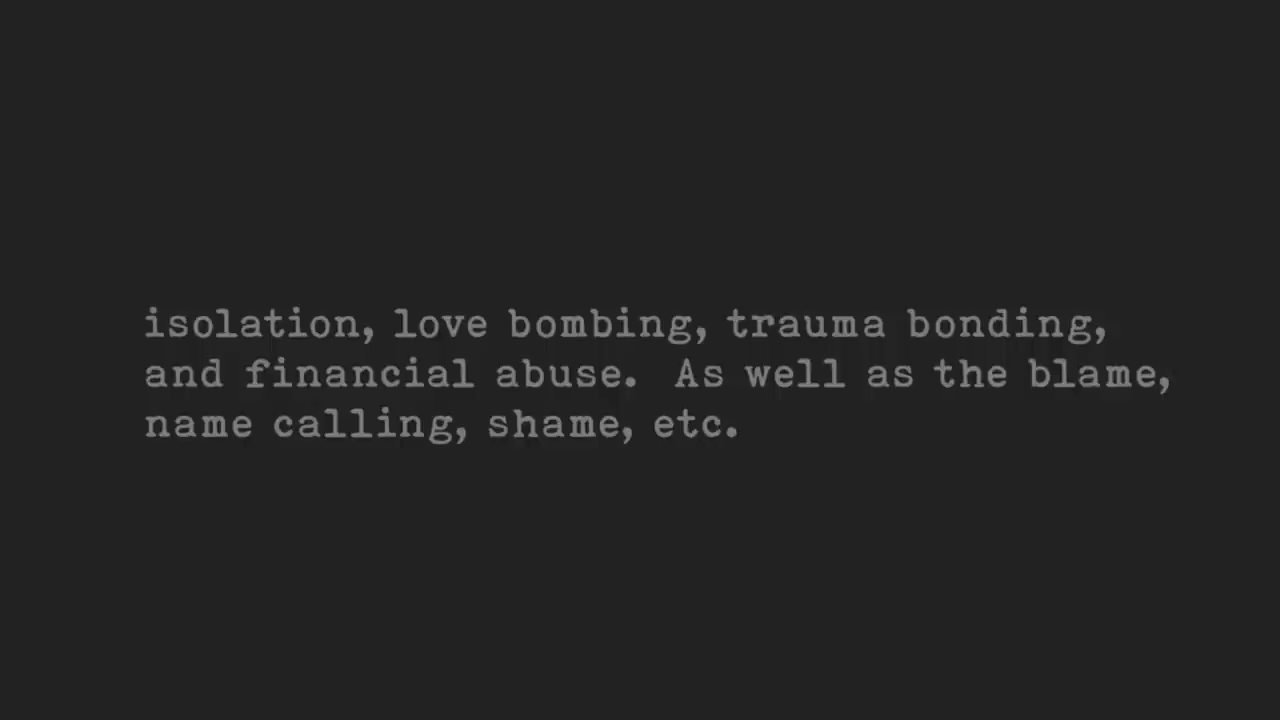 isolation, love bombing, trauma bonding,
and financial abuse.  As well as the blame,
name calling, shame, etc.